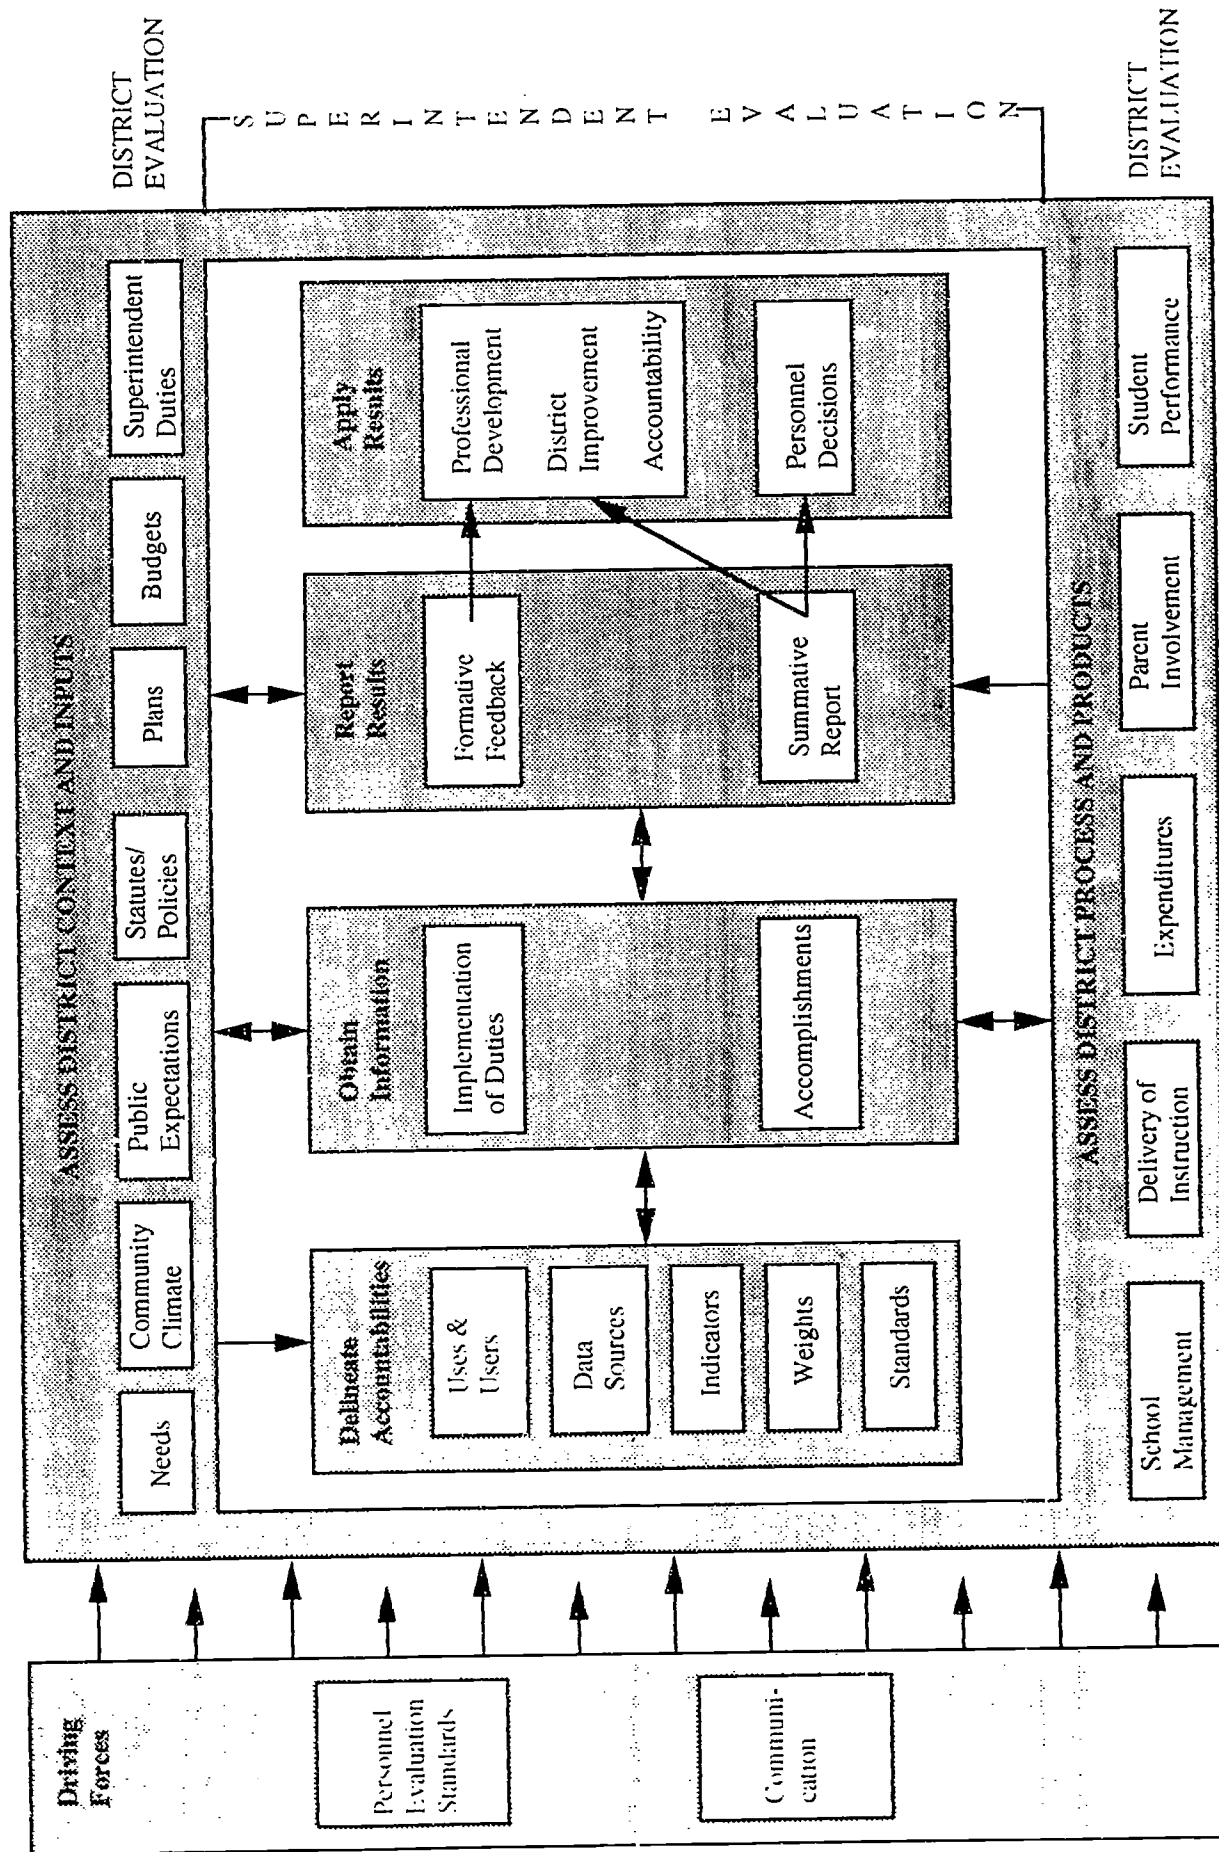 Driving
Forces
Personnel
Evaluation
Standards
Communi-
cation
ASSESS DISTRICT CONTEXT AND INPUTS
DISTRICT
EVALUATION
Needs
Community
Climate
Public
Expectations
Statutes/
Policies
Plans
Budgets
Superintendent
Duties
Delineate
Accountabilities
Uses &
Users
Data
Sources
Indicators
Weights
Standards
Obtain
Information
Implementation
of Duties
Accomplishments
Report
Results
Formative
Feedback
Summative
Report
Apply
Results
Professional
Development
District
Improvement
Accountability
Personnel
Decisions
SUPERINTENDENT EVALUATION
ASSESS DISTRICT PROCESS AND PRODUCTS
School
Management
Delivery of
Instruction
Expenditures
Parent
Involvement
Student
Performance
DISTRICT
EVALUATION